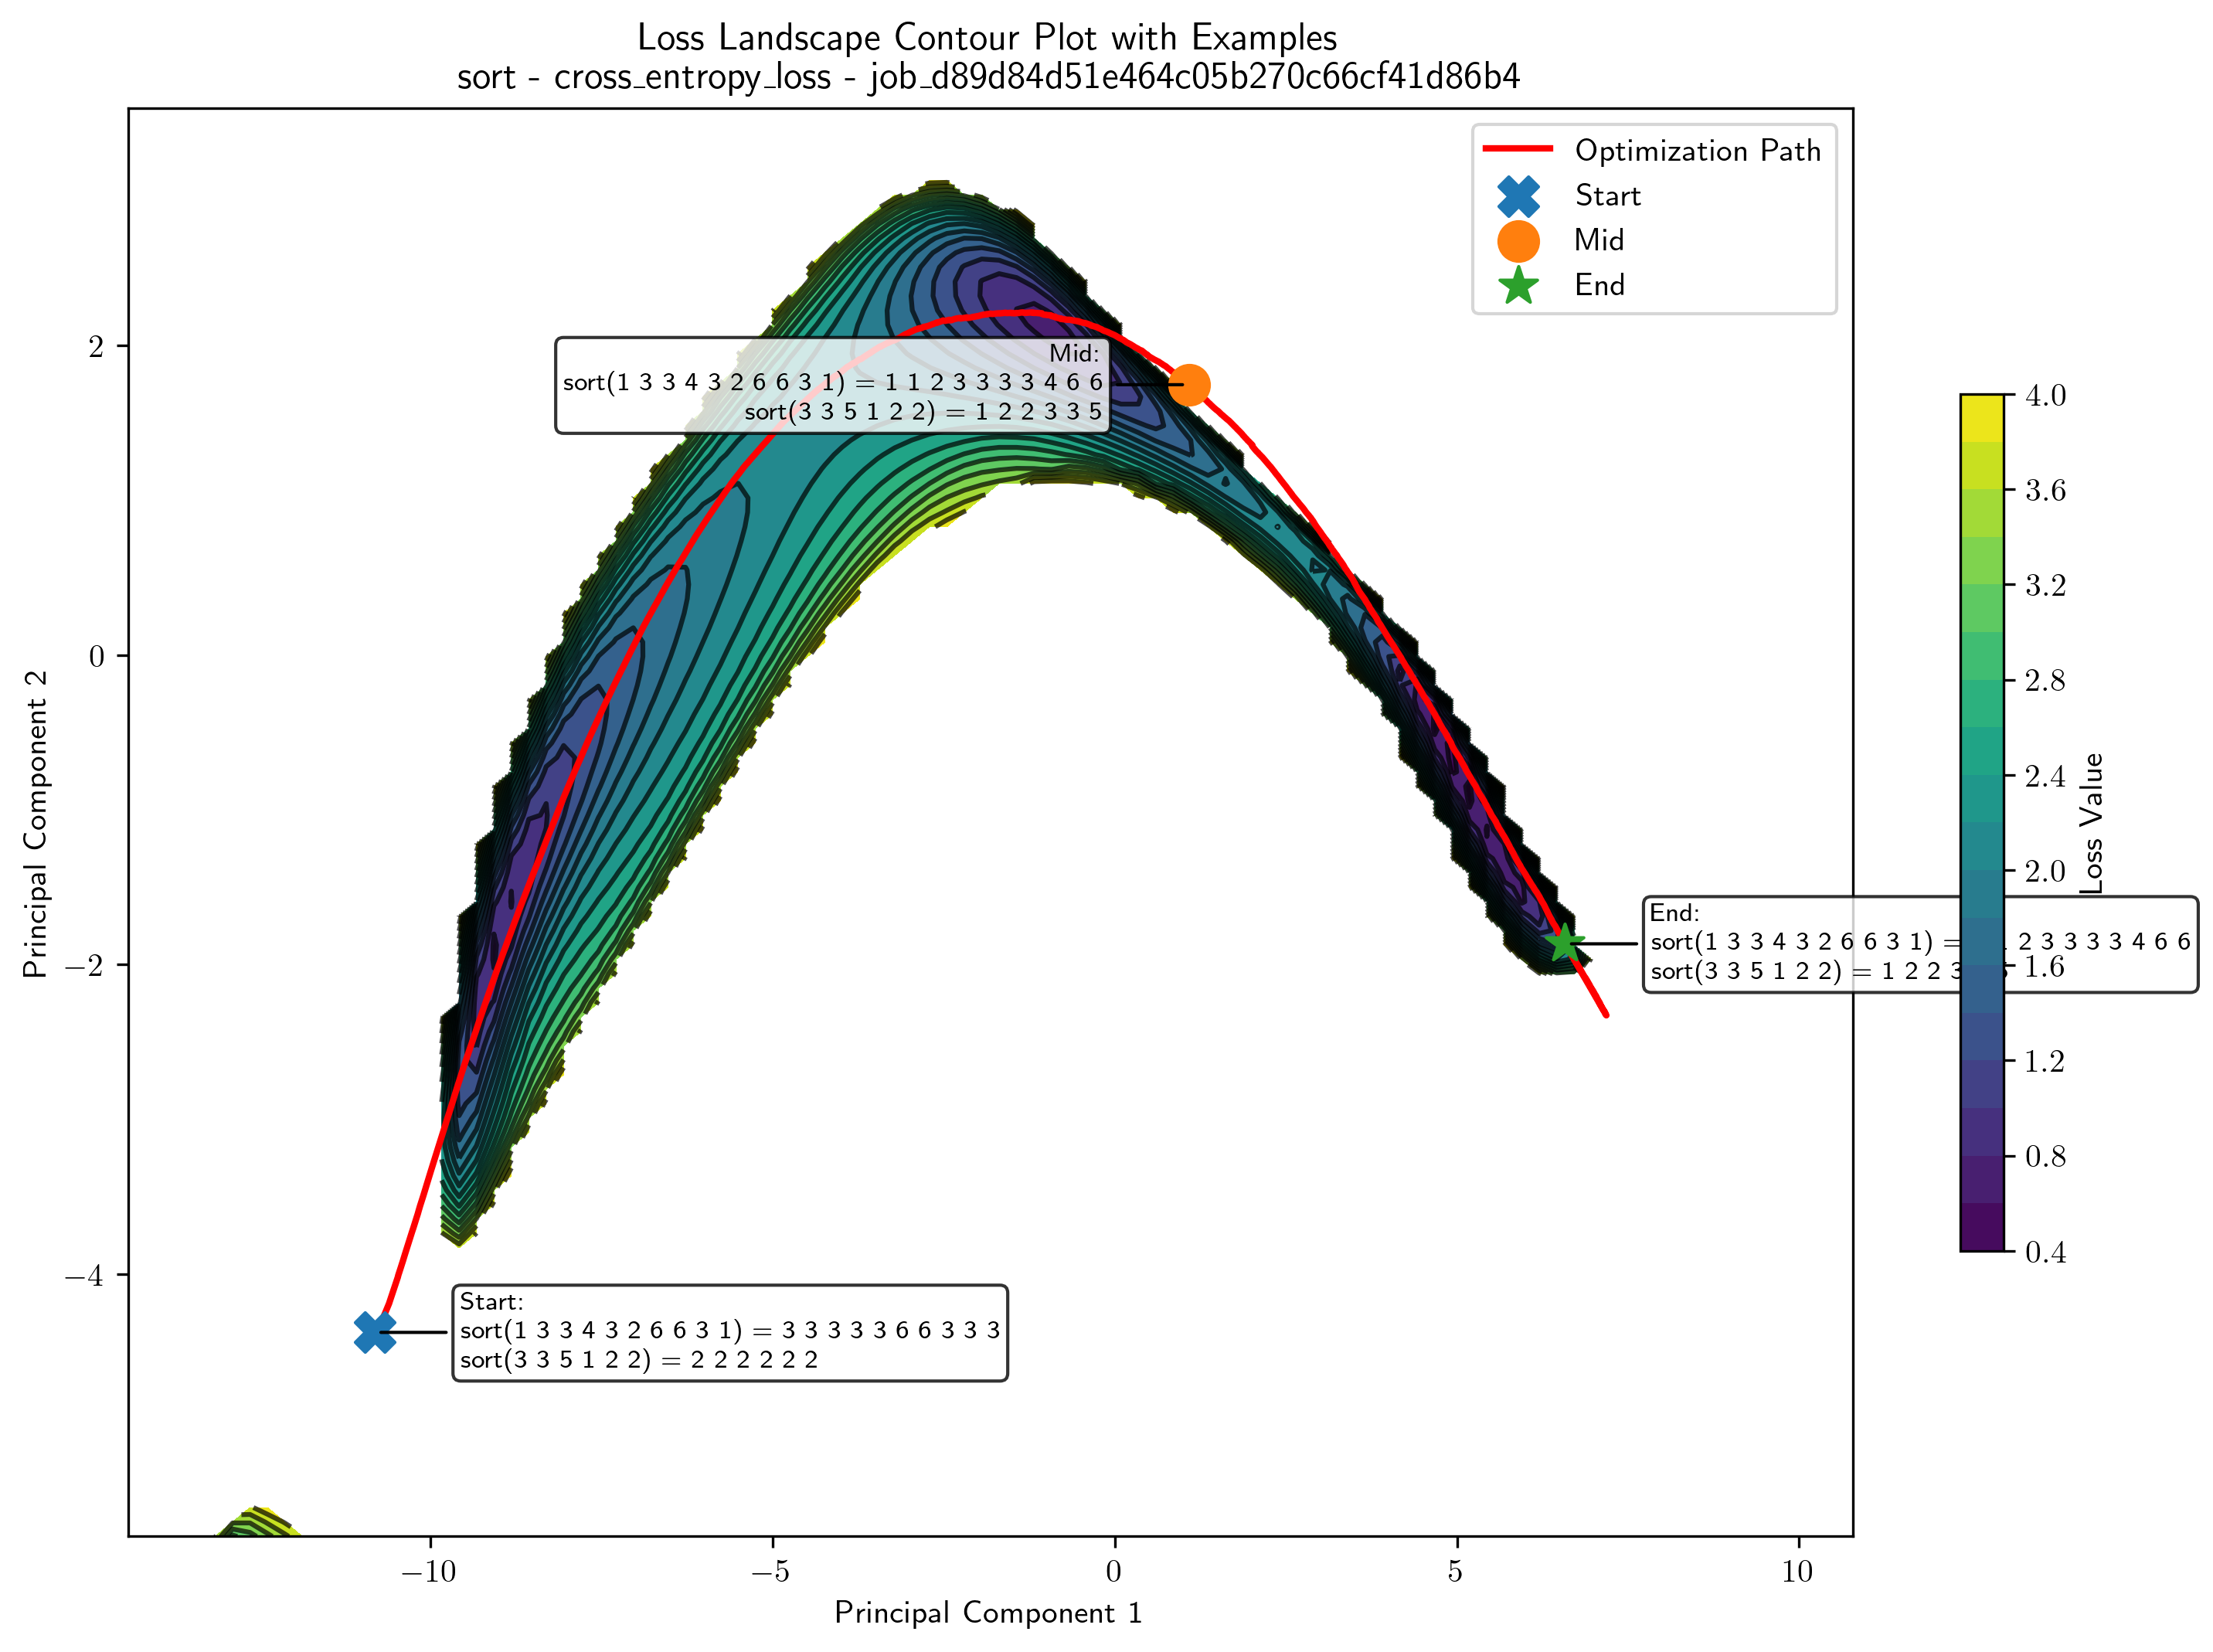 Loss Landscape Contour Plot with Examples
sort - cross_entropy_loss - job_d89d84d51e464c05b270c66cf41d86b4
Optimization Path
Start
Mid
End
Mid:
sort(1 3 3 4 3 2 6 6 3 1) = 1 1 2 3 3 3 3 4 6 6
sort(3 3 5 1 2 2) = 1 2 2 3 3 5
End:
sort(1 3 3 4 3 2 6 6 3 1) = 2 3 3 3 3 4 6 6
sort(3 3 5 1 2 2) = 1 2 2 3
Start:
sort(1 3 3 4 3 2 6 6 3 1) = 3 3 3 3 3 6 6 3 3 3
sort(3 3 5 1 2 2) = 2 2 2 2 2 2
2
0
−2
−4
Principal Component 2
−10
−5
0
5
10
Principal Component 1
4.0
3.6
3.2
2.8
2.4
2.0
1.6
1.2
0.8
0.4
Loss Value